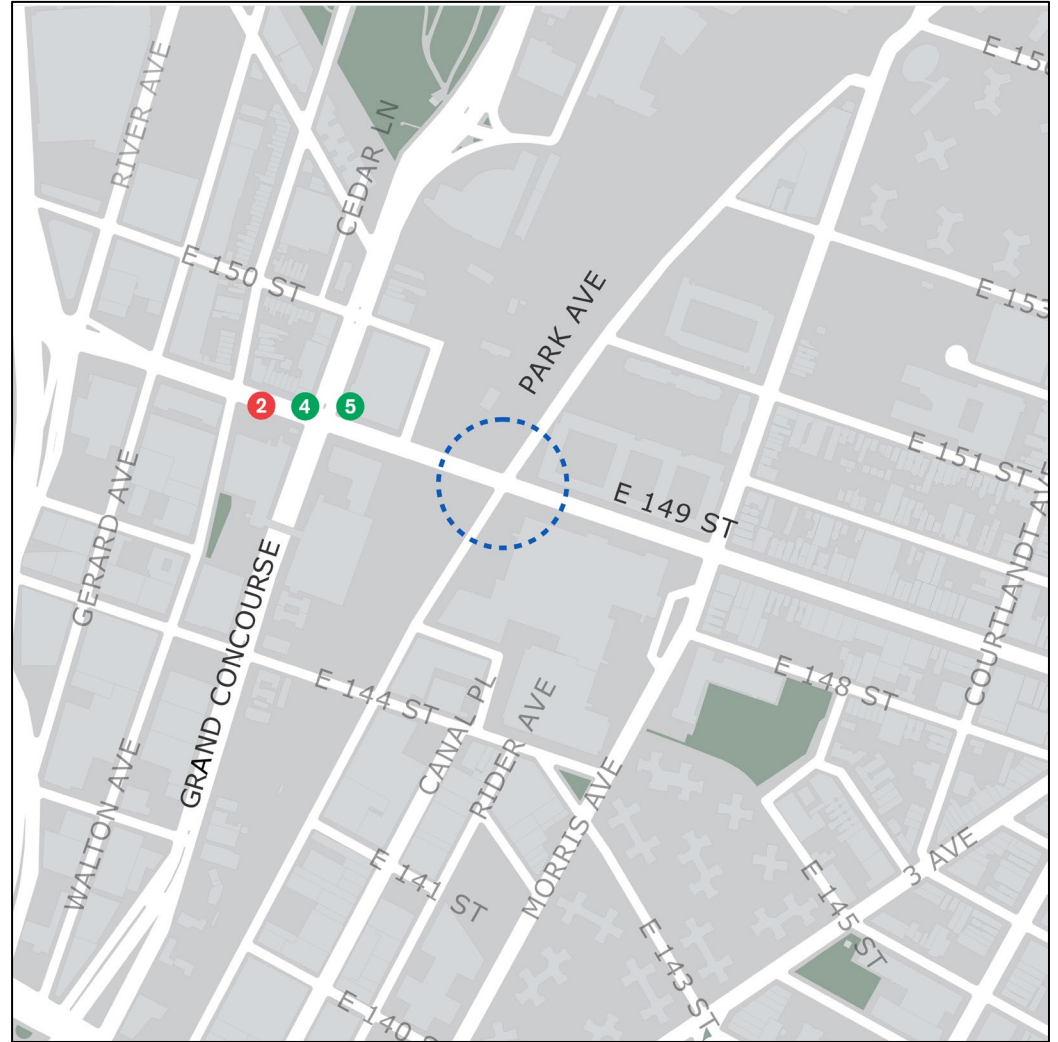 E 156
RIVER AVE
CEDAR LN
E 150 ST
PARK AVE
E 153
2
4
5
E 151 ST
E 149 ST
GERARD AVE
COURTLANDT AVE
GRAND CONCOURSE
E 144 ST
E 148 ST
CANAL PL
RIDER AVE
WALTON AVE
MORRIS AVE
3 AVE
E 141 ST
E 145 ST
E 143 ST
E 140 S